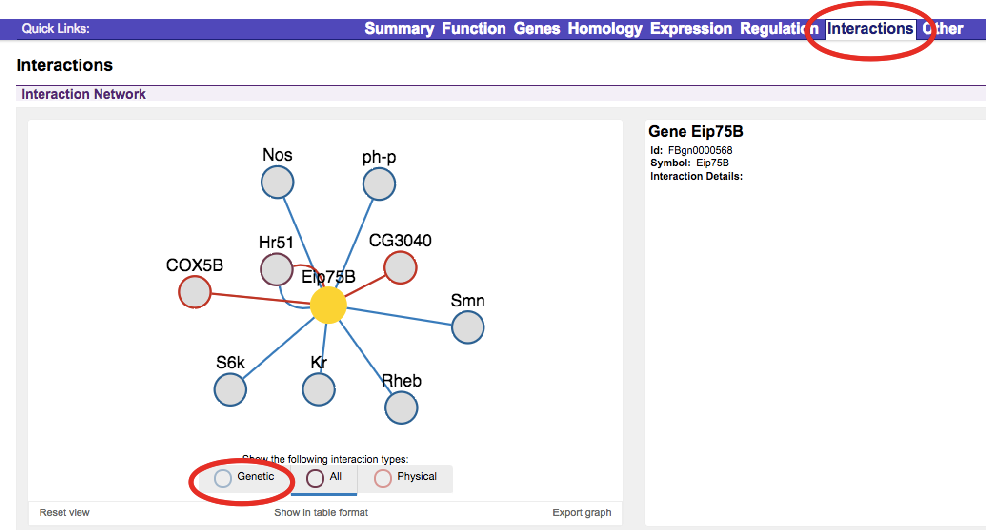 Quick Links: Summary Function Genes Homology Expression Regulation Interactions Other
Interactions
Interaction Network
Gene Eip75B
Id: FBgn0000568
Symbol: Eip75B
Interaction Details:
Nos
ph-p
Hr51
CG3040
COX5B
Eip75B
Smn
S6k
Kr
Rheb
Show the following interaction types:
Genetic
All
Physical
Reset view
Show in table format
Export graph